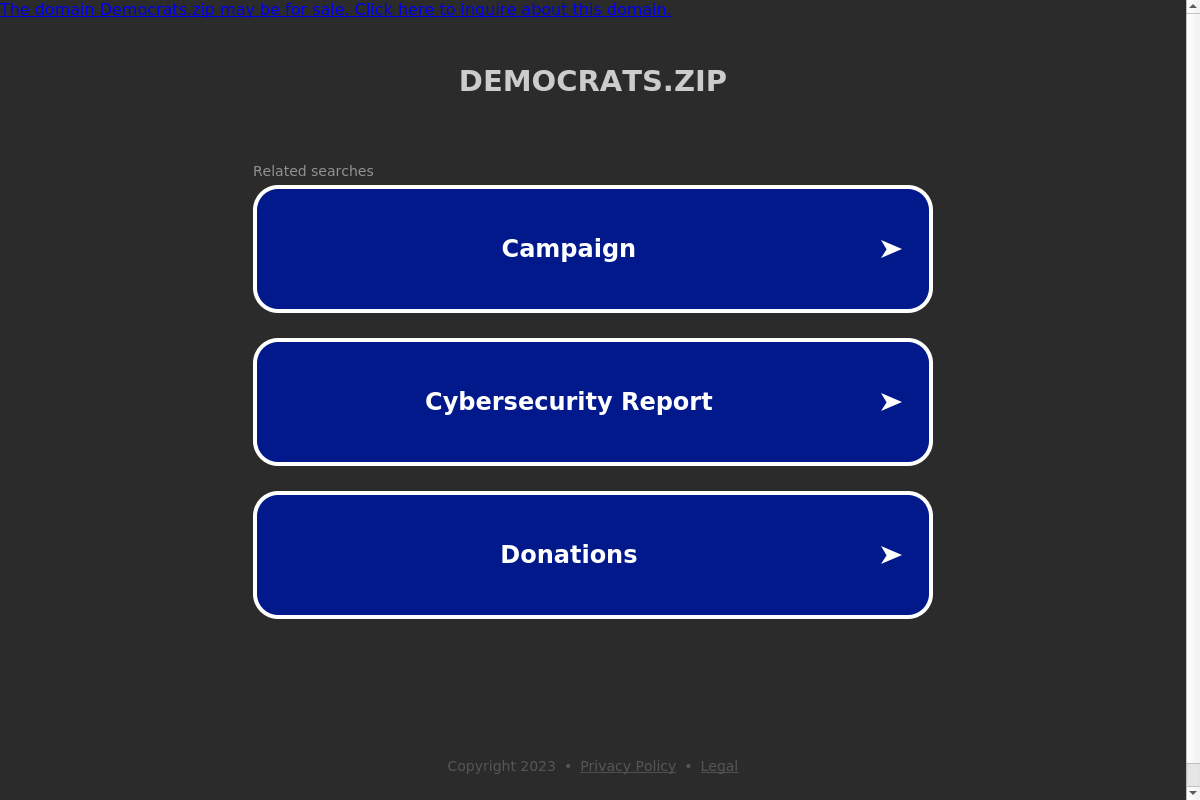 The domain Democrats.zip may be for sale. Click here to inquire about this domain.
DEMOCRATS.ZIP
Related searches
Campaign
Cybersecurity Report
Donations
Copyright 2023 • Privacy Policy • Legal